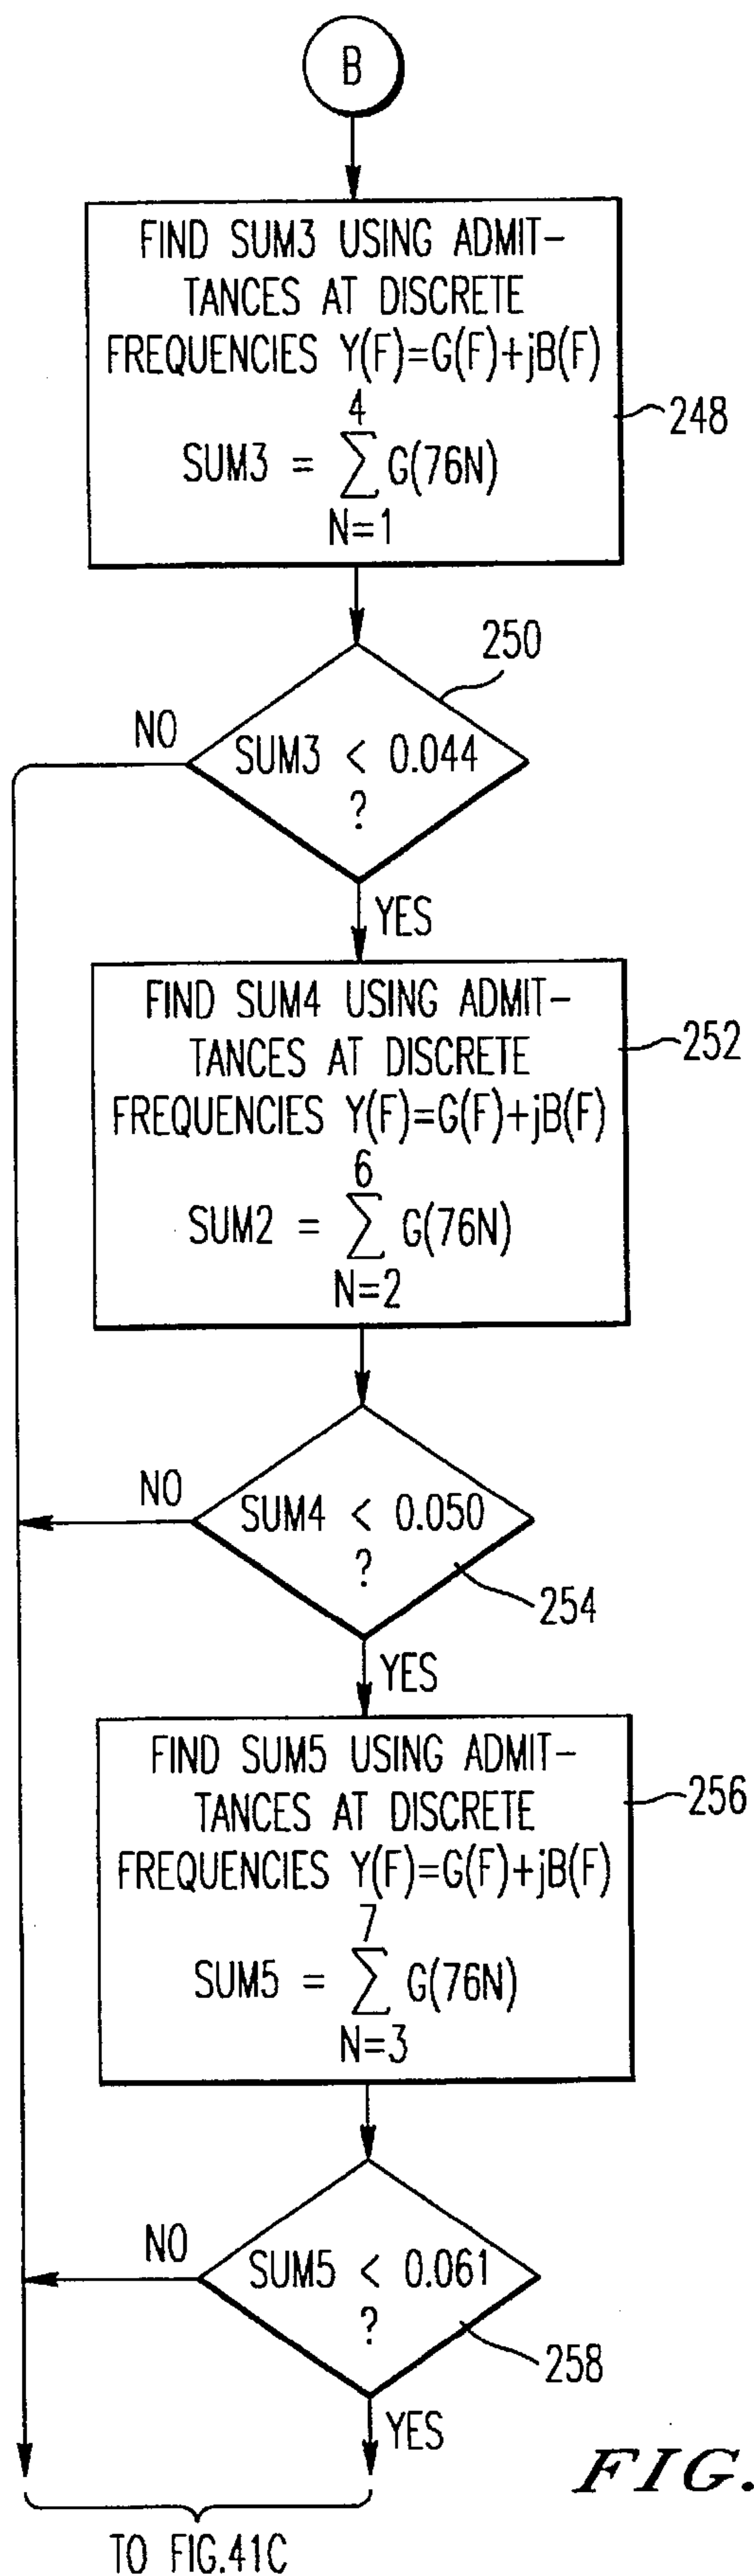 B
FIND SUM3 USING ADMIT-
TANCES AT DISCRETE
FREQUENCIES Y(F)=G(F)+jB(F)
4
SUM3 = ∑ G(76N)
N=1
248
250
NO
SUM3 < 0.044
?
YES
FIND SUM4 USING ADMIT-
TANCES AT DISCRETE
FREQUENCIES Y(F)=G(F)+jB(F)
6
SUM2 = ∑ G(76N)
N=2
252
NO
SUM4 < 0.050
?
254
YES
FIND SUM5 USING ADMIT-
TANCES AT DISCRETE
FREQUENCIES Y(F)=G(F)+jB(F)
7
SUM5 = ∑ G(76N)
N=3
256
NO
SUM5 < 0.061
?
258
YES
FIG.
TO FIG.41C